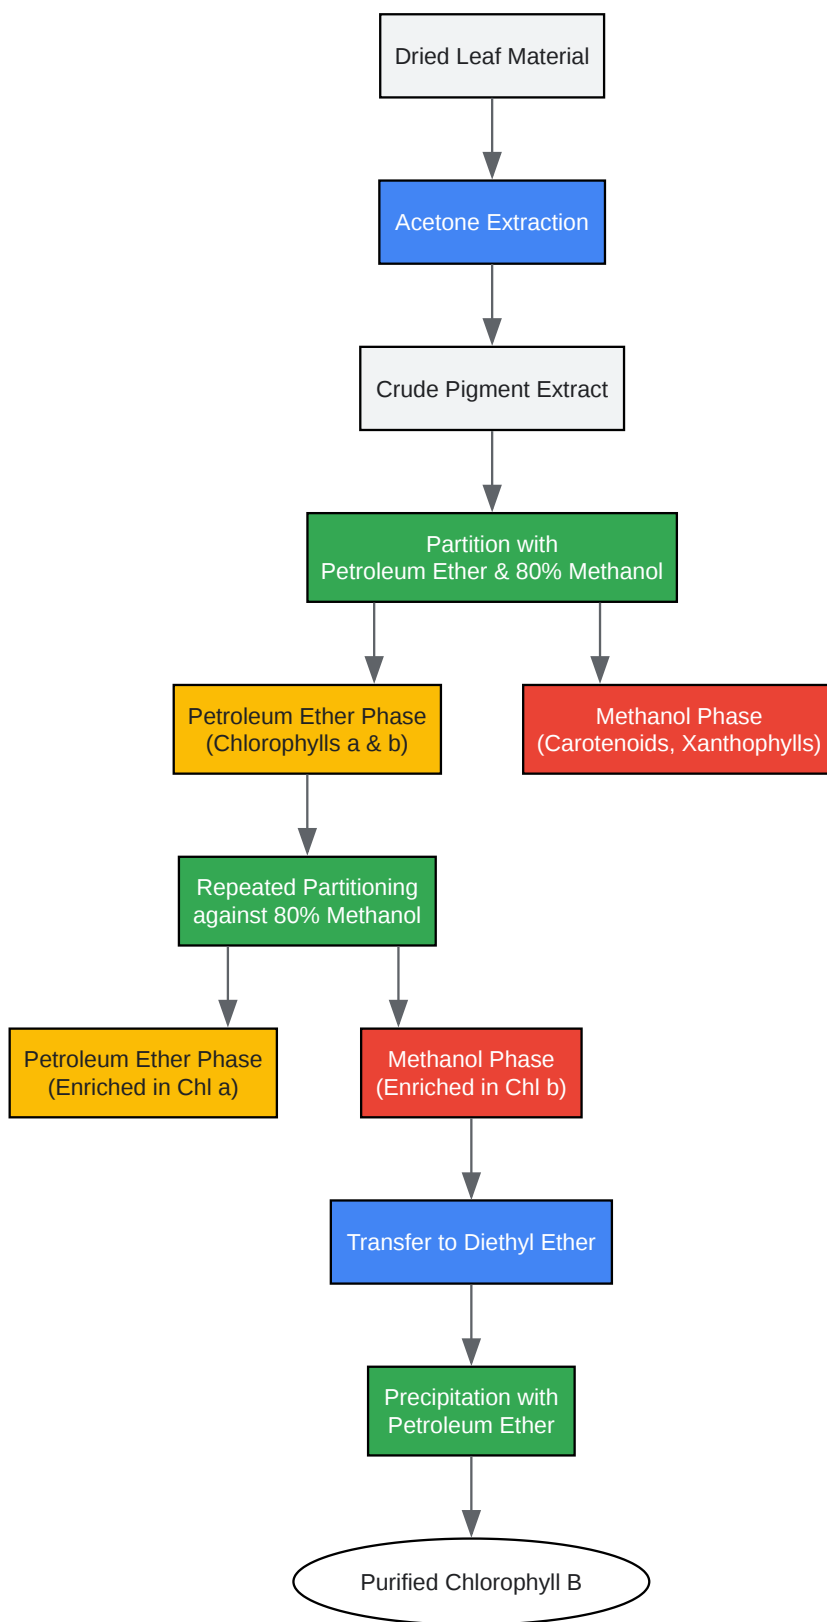 Dried Leaf Material
Acetone Extraction
Crude Pigment Extract
Partition with
Petroleum Ether & 80% Methanol
Petroleum Ether Phase
(Chlorophylls a & b)
Methanol Phase
(Carotenoids, Xanthophylls)
Repeated Partitioning
against 80% Methanol
Petroleum Ether Phase
(Enriched in Chl a)
Methanol Phase
(Enriched in Chl b)
Transfer to Diethyl Ether
Precipitation with
Petroleum Ether
Purified Chlorophyll B